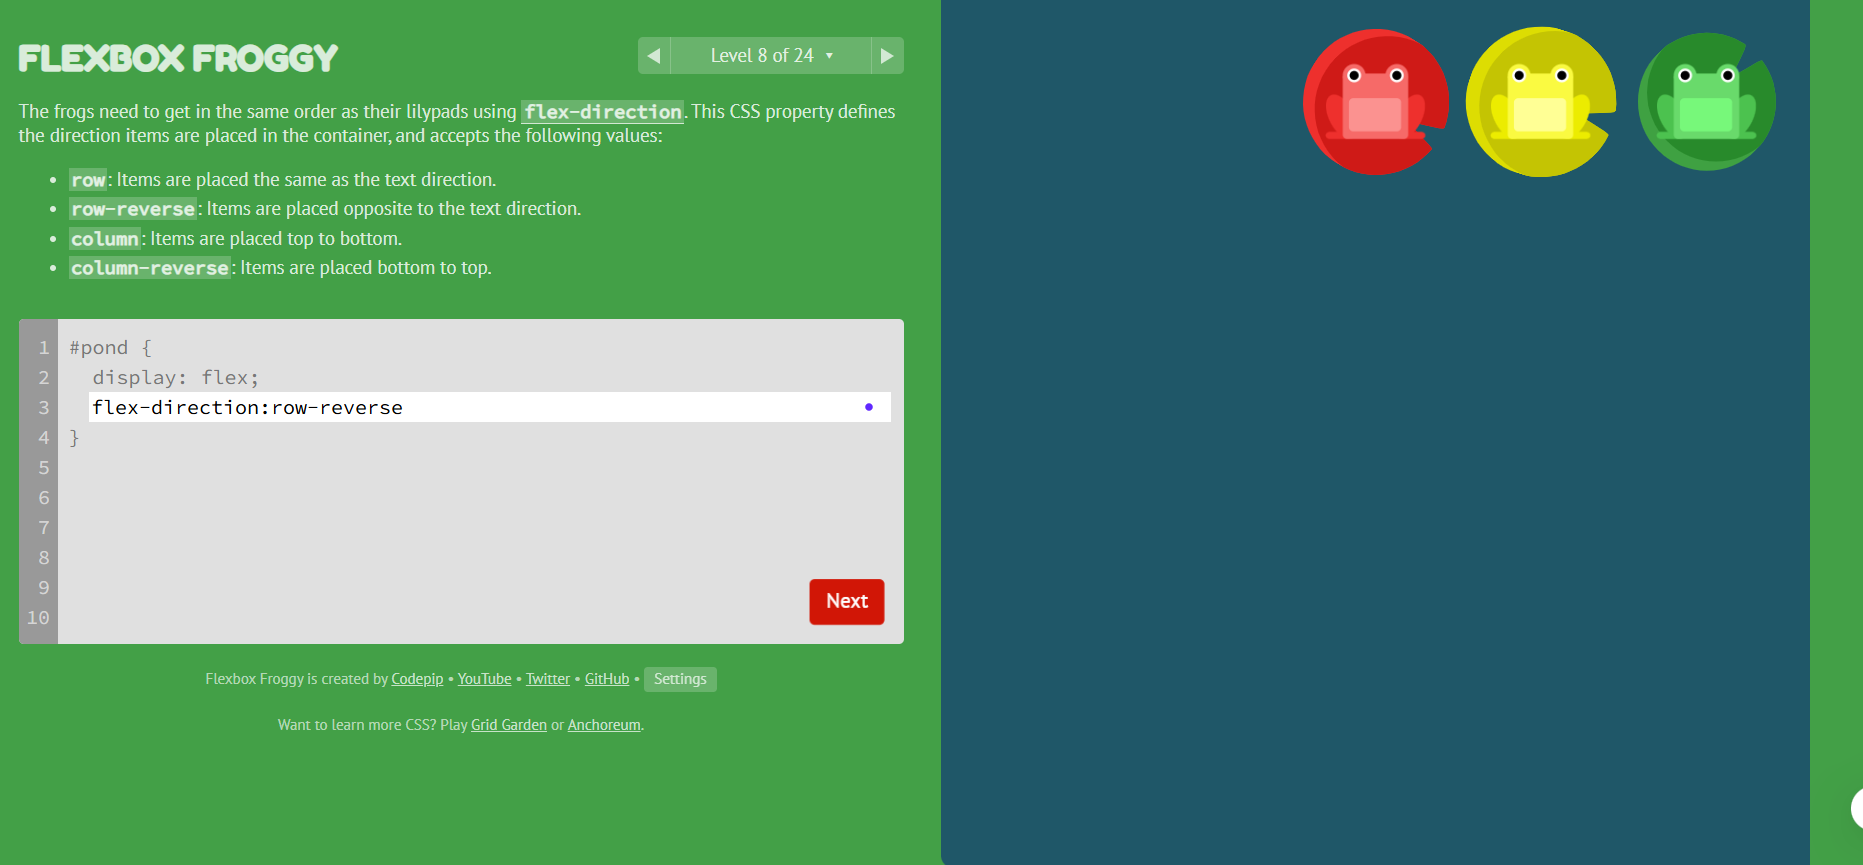 FLEXBOX FROGGY
◀ Level 8 of 24 ▾ ▶
The frogs need to get in the same order as their lilypads using flex-direction. This CSS property defines
the direction items are placed in the container, and accepts the following values:
• row: Items are placed the same as the text direction.
• row-reverse: Items are placed opposite to the text direction.
• column: Items are placed top to bottom.
• column-reverse: Items are placed bottom to top.
1 #pond {
2 display: flex;
3 flex-direction:row-reverse
4 }
5
6
7
8
9
10
Next
Flexbox Froggy is created by Codepip • YouTube • Twitter • GitHub • Settings
Want to learn more CSS? Play Grid Garden or Anchoreum.